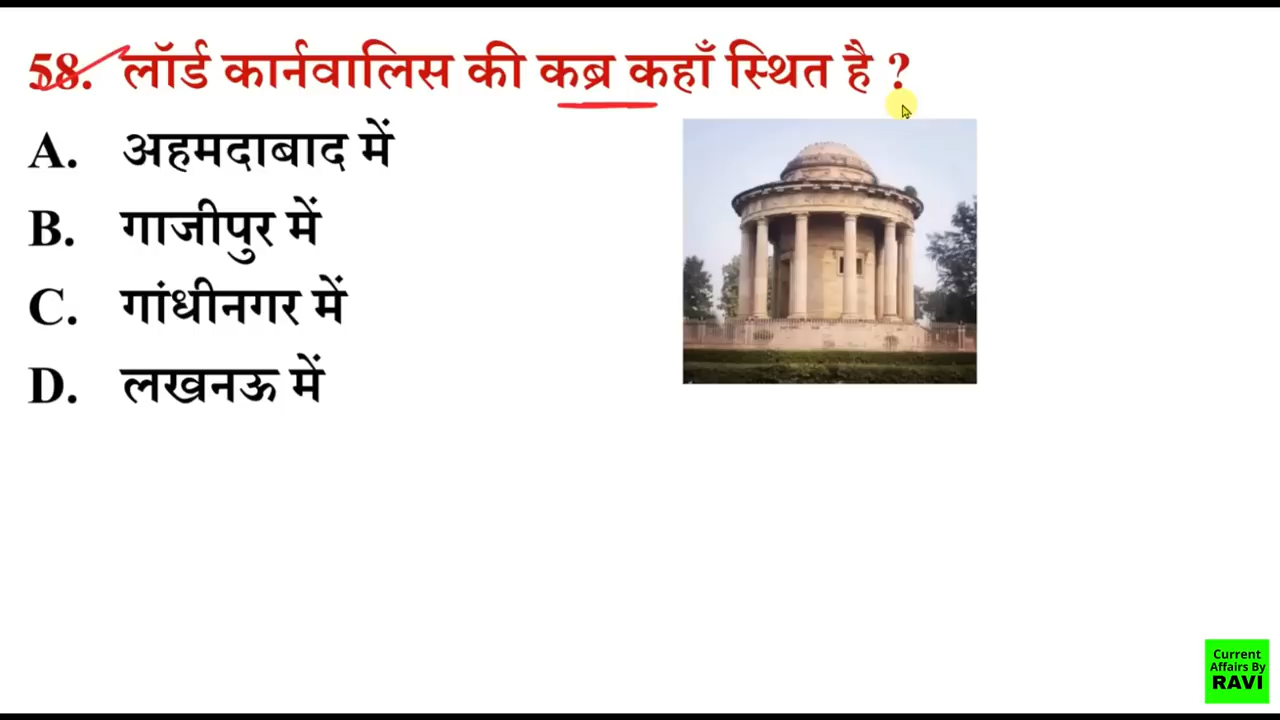 58. लॉर्ड कार्नवालिस की कब्र कहाँ स्थित है ?
A. अहमदाबाद में
B. गाजीपुर में
C. गांधीनगर में
D. लखनऊ में
Current
Affairs By
RAVI